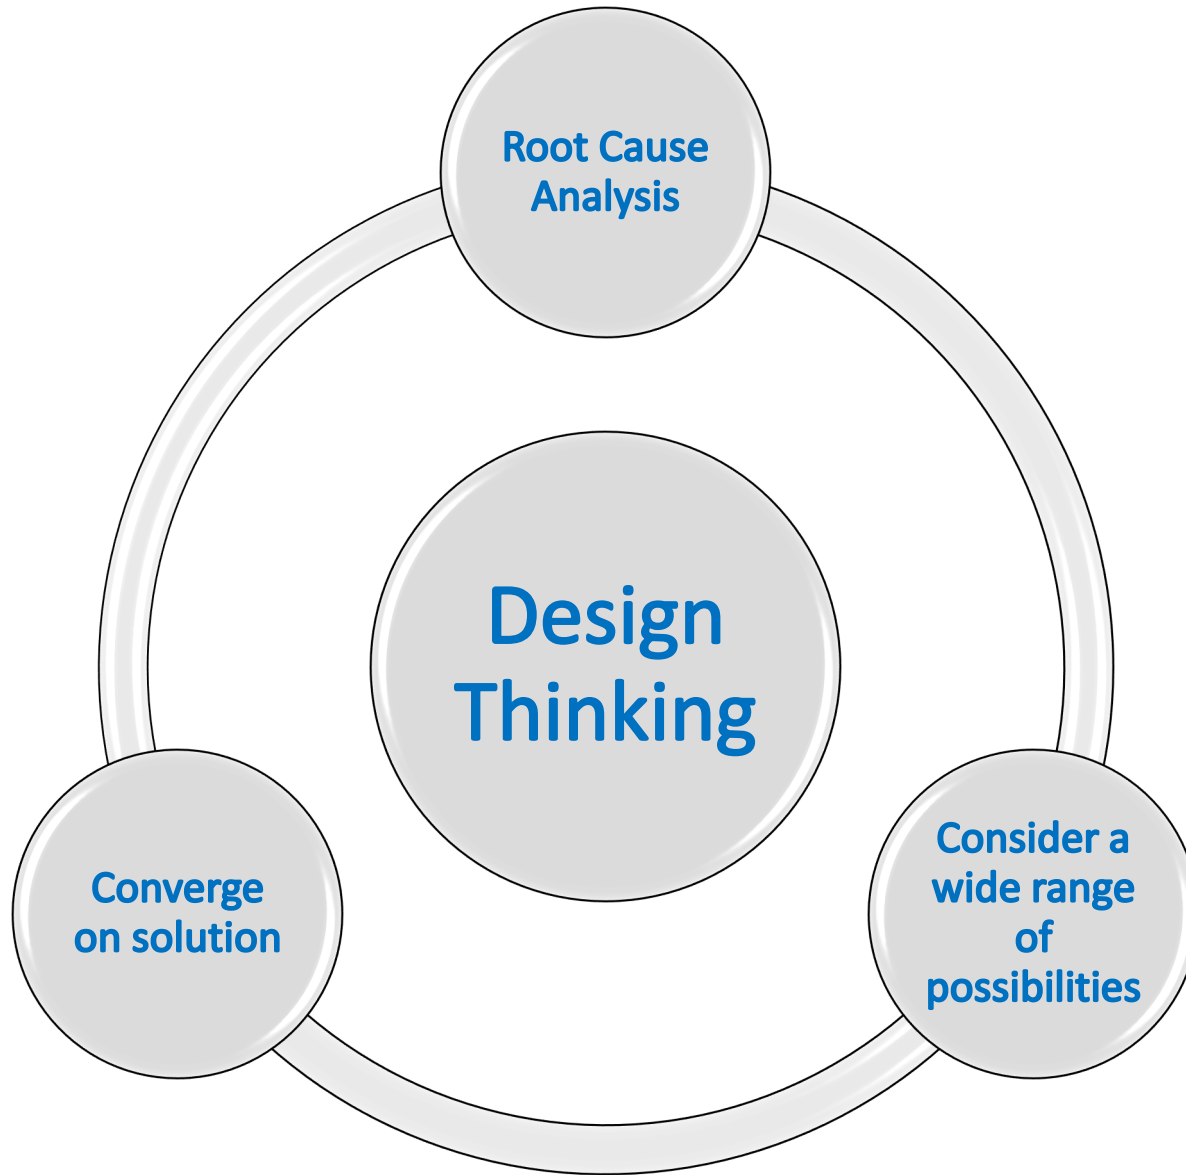 Root Cause
Analysis
Design
Thinking
Converge
on solution
Consider a
wide range
of
possibilities